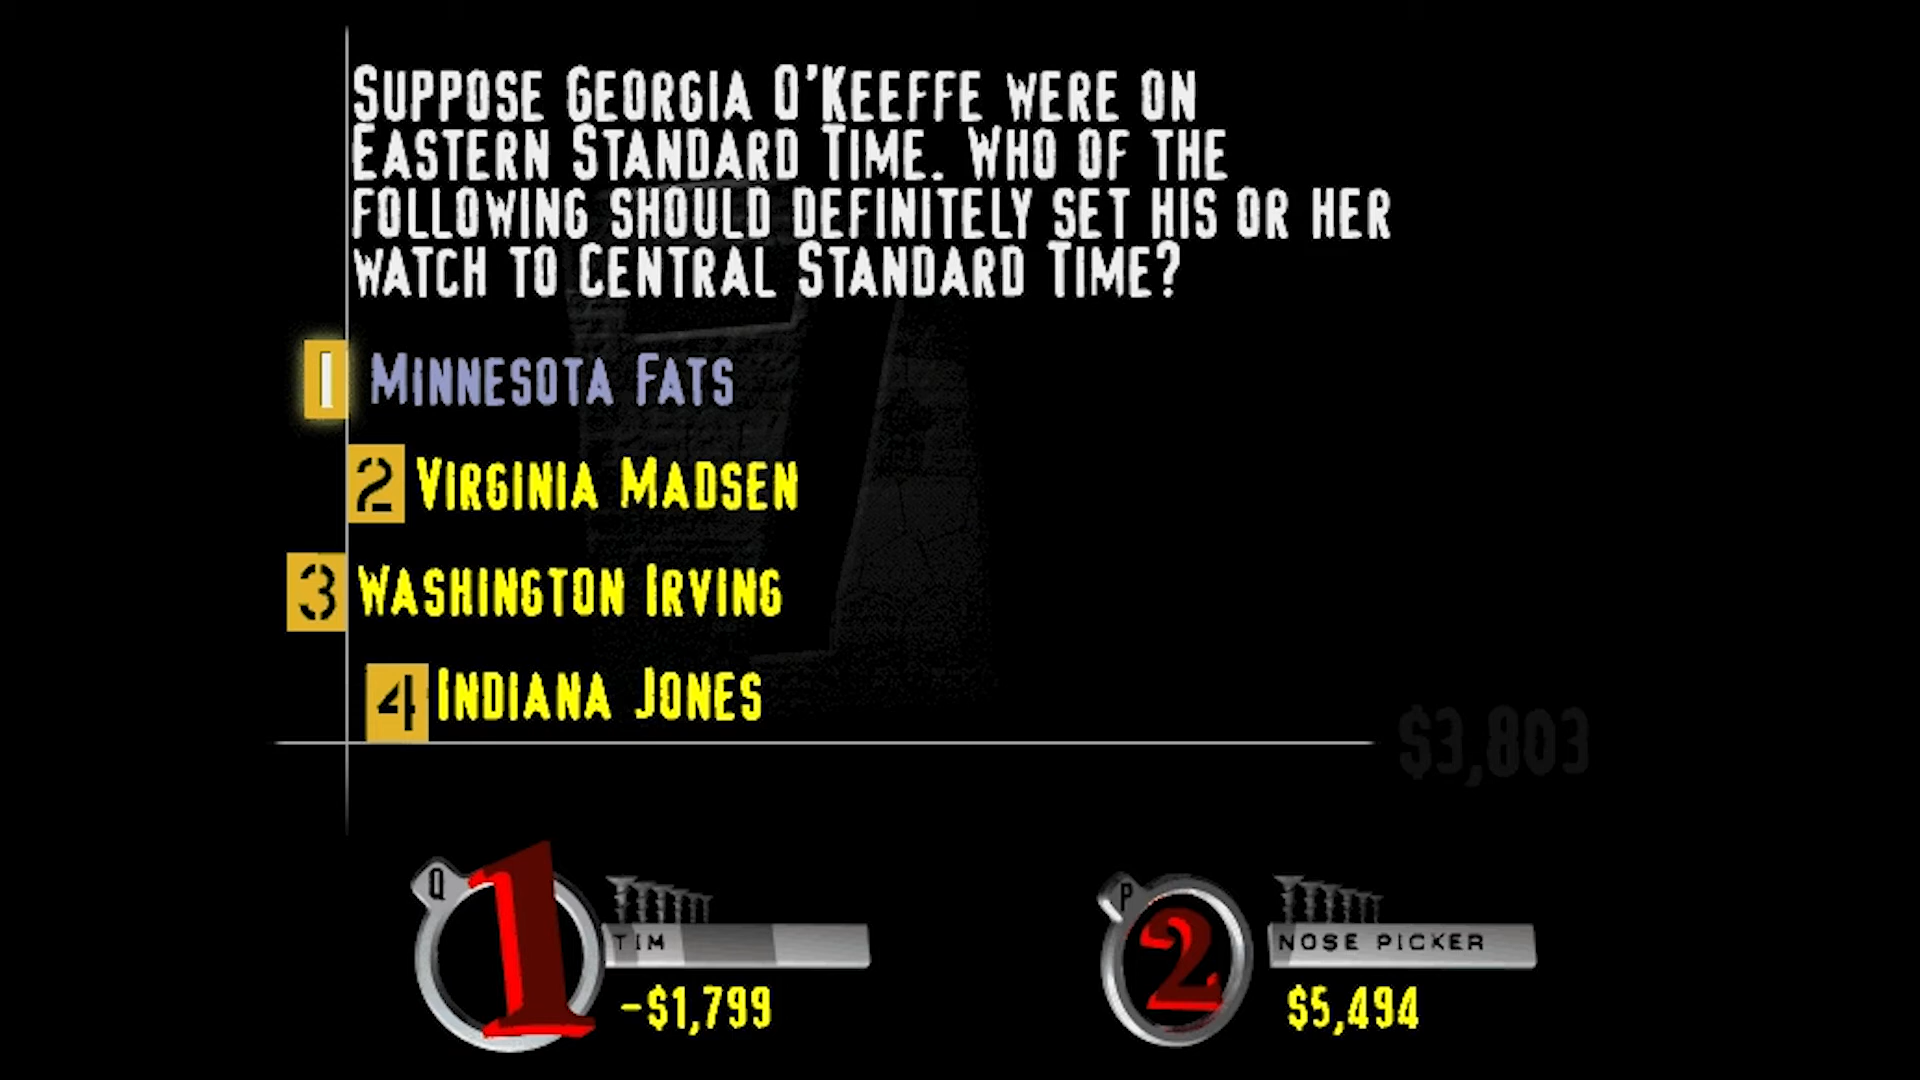 SUPPOSE GEORGIA O'KEEFFE WERE ON
EASTERN STANDARD TIME. WHO OF THE
FOLLOWING SHOULD DEFINITELY SET HIS OR HER
WATCH TO CENTRAL STANDARD TIME?
1 MINNESOTA FATS
2 VIRGINIA MADSEN
3 WASHINGTON IRVING
4 INDIANA JONES
$3,803
Q 1 TIM
-$1,799
P 2 NOSE PICKER
$5,494